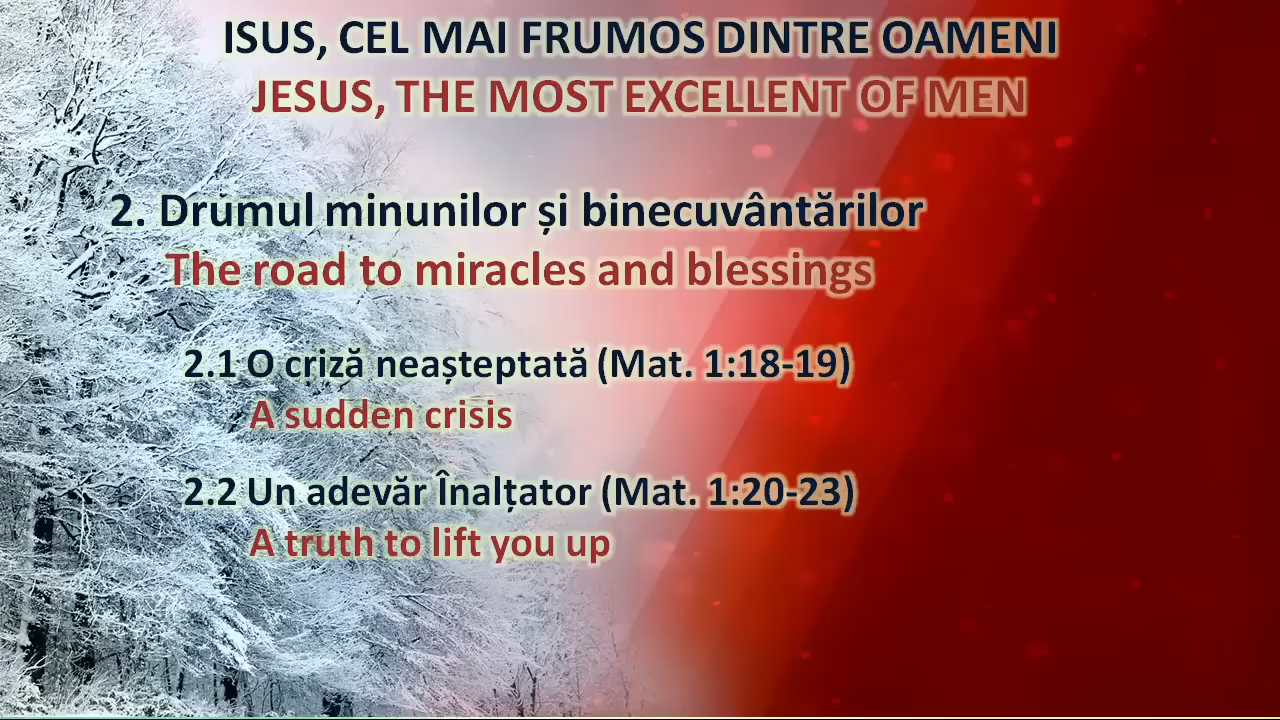 ISUS, CEL MAI FRUMOS DINTRE OAMENI
JESUS, THE MOST EXCELLENT OF MEN
2. Drumul minunilor și binecuvântărilor
The road to miracles and blessings
2.1 O criză neașteptată (Mat. 1:18-19)
A sudden crisis
2.2 Un adevăr Înalțator (Mat. 1:20-23)
A truth to lift you up